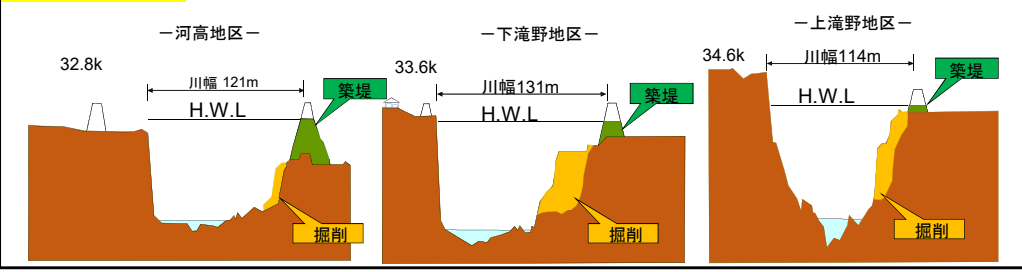 －河高地区－
32.8k
川幅 121m
築堤
H.W.L
掘削
－下滝野地区－
33.6k
川幅131m
築堤
H.W.L
掘削
－上滝野地区－
34.6k
川幅114m
築堤
H.W.L
掘削